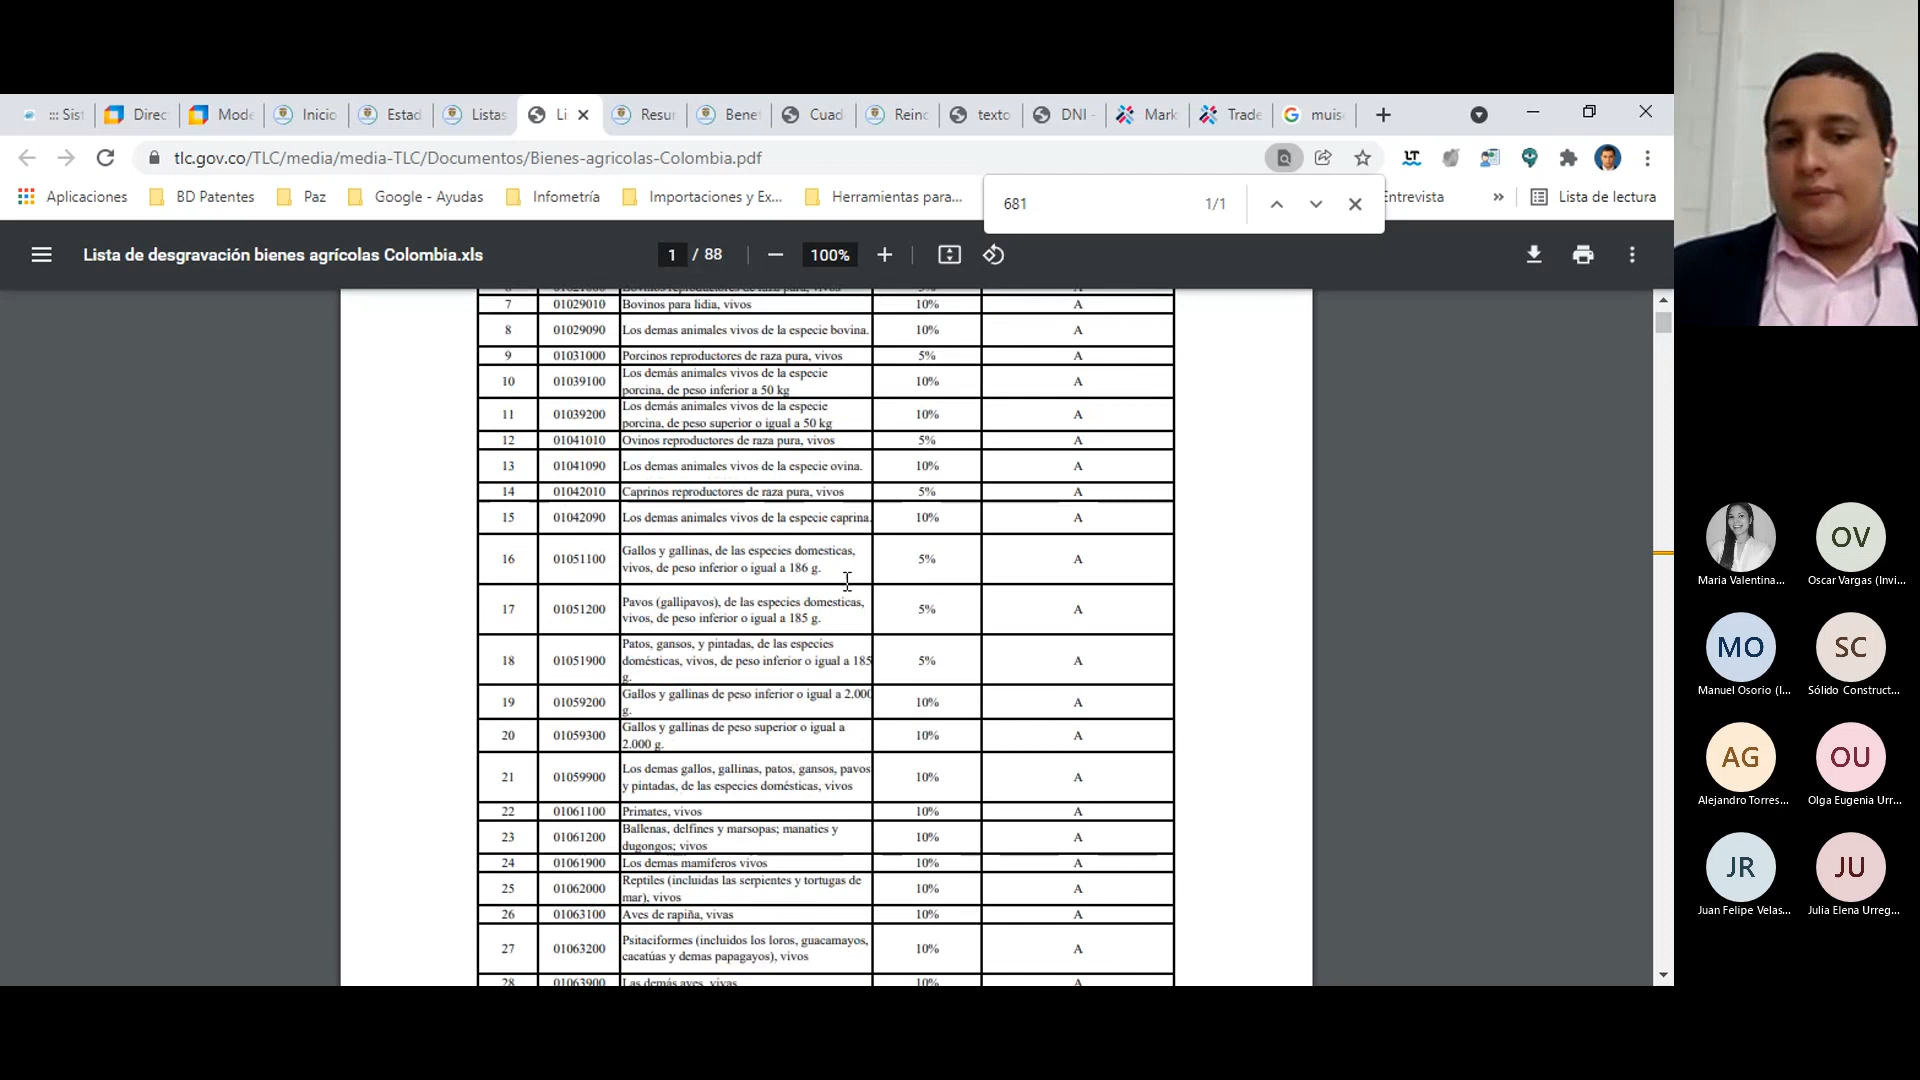 ::: Sist
Direc
Mode
Inicio
Estad
Listas
Li
Resur
Bene
Cuad
Reinc
texto
DNI -
Mark
Trade
muis
tlc.gov.co/TLC/media/media-TLC/Documentos/Bienes-agricolas-Colombia.pdf
Aplicaciones
BD Patentes
Paz
Google - Ayudas
Infometría
Importaciones y Ex...
Herramientas para...
681
1/1
Entrevista
»
Lista de lectura
Lista de desgravación bienes agrícolas Colombia.xls
1 / 88
100%
7 01029010 Bovinos para lidia, vivos 10% A
8 01029090 Los demas animales vivos de la especie bovina. 10% A
9 01031000 Porcinos reproductores de raza pura, vivos 5% A
10 01039100 Los demás animales vivos de la especie porcina, de peso inferior a 50 kg 10% A
11 01039200 Los demás animales vivos de la especie porcina, de peso superior o igual a 50 kg 10% A
12 01041010 Ovinos reproductores de raza pura, vivos 5% A
13 01041090 Los demas animales vivos de la especie ovina. 10% A
14 01042010 Caprinos reproductores de raza pura, vivos 5% A
15 01042090 Los demas animales vivos de la especie caprina. 10% A
16 01051100 Gallos y gallinas, de las especies domesticas, vivos, de peso inferior o igual a 186 g. 5% A
17 01051200 Pavos (gallipavos), de las especies domesticas, vivos, de peso inferior o igual a 185 g. 5% A
18 01051900 Patos, gansos, y pintadas, de las especies domésticas, vivos, de peso inferior o igual a 185 g. 5% A
19 01059200 Gallos y gallinas de peso inferior o igual a 2.000 g. 10% A
20 01059300 Gallos y gallinas de peso superior o igual a 2.000 g. 10% A
21 01059900 Los demas gallos, gallinas, patos, gansos, pavos y pintadas, de las especies domésticas, vivos 10% A
22 01061100 Primates, vivos 10% A
23 01061200 Ballenas, delfines y marsopas; manaties y dugongos; vivos 10% A
24 01061900 Los demas mamíferos vivos 10% A
25 01062000 Reptiles (incluidas las serpientes y tortugas de mar), vivos 10% A
26 01063100 Aves de rapiña, vivas 10% A
27 01063200 Psitaciformes (incluidos los loros, guacamayos, cacatúas y demas papagayos), vivos 10% A
28 01063900 Las demás aves, vivas 10% A
Maria Valentina...
OV
Oscar Vargas (Invi...
MO
Manuel Osorio (I...
SC
Sólido Construct...
AG
Alejandro Torres...
OU
Olga Eugenia Urr...
JR
Juan Felipe Velas...
JU
Julia Elena Urreg...